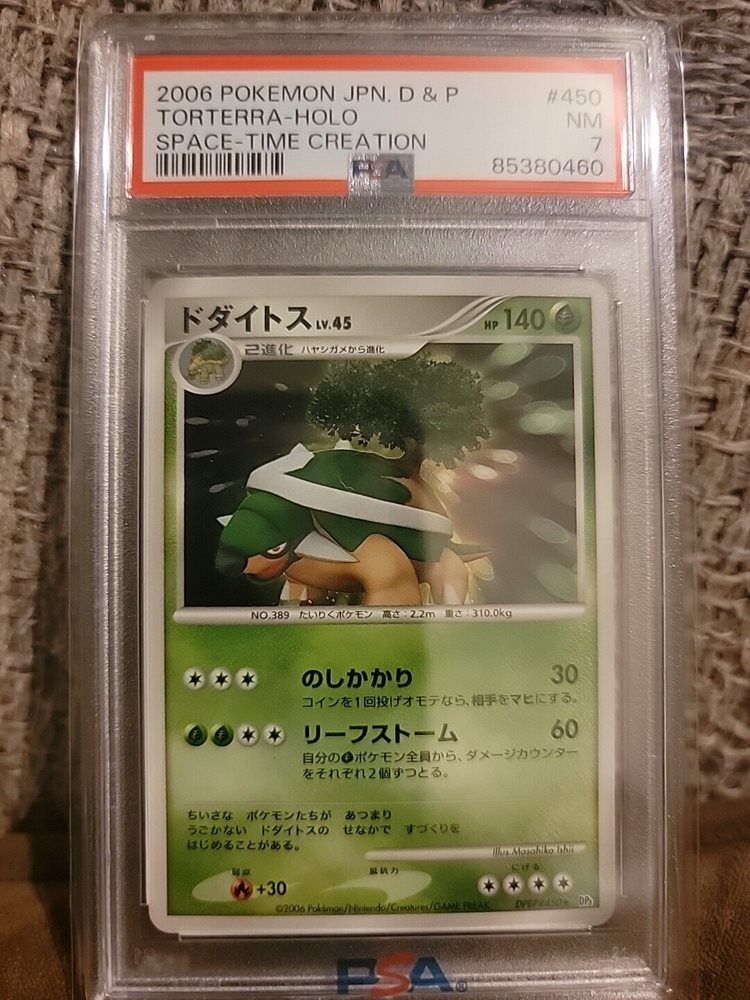 2006 POKEMON JPN. D & P #450
TORTERRA-HOLO NM
SPACE-TIME CREATION 7
PSA 85380460
ドダイトス LV.45 HP 140
2進化 ハヤシガメから進化
NO.389 たいりくポケモン 高さ:2.2m 重さ:310.0kg
のしかかり 30
コインを1回投げオモテなら、相手をマヒにする。
リーフストーム 60
自分のポケモン全員から、ダメージカウンター
をそれぞれ2個ずつとる。
ちいさな ポケモンたちが あつまり
うごかない ドダイトスの せなかで すづくりを
はじめることがある。
illus. Masahiko Ishii
弱点 抵抗力 にげる
+30
©2006 Pokémon/Nintendo/Creatures/GAME FREAK DPBP#450★ DP1
PSA®